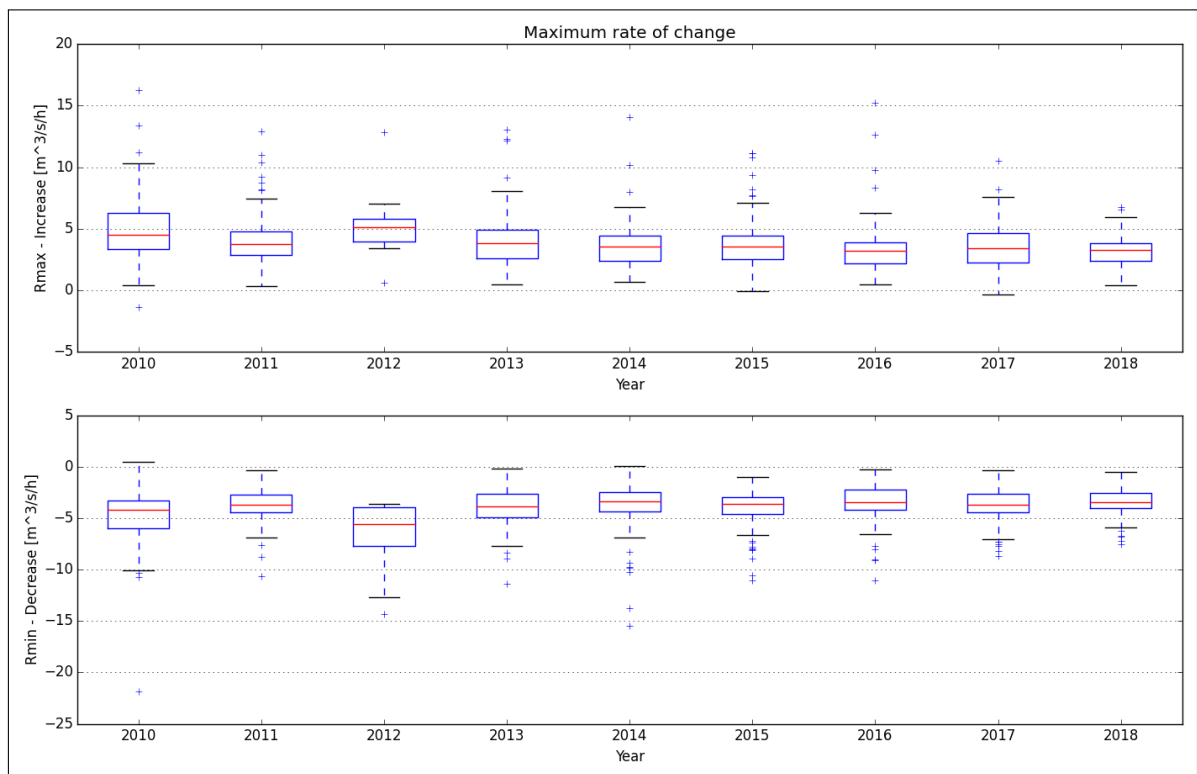 Maximum rate of change
Rmax - Increase [m^3/s/h]
20
15
10
5
0
−5
2010 2011 2012 2013 2014 2015 2016 2017 2018
Year
Rmin - Decrease [m^3/s/h]
5
0
−5
−10
−15
−20
−25
2010 2011 2012 2013 2014 2015 2016 2017 2018
Year